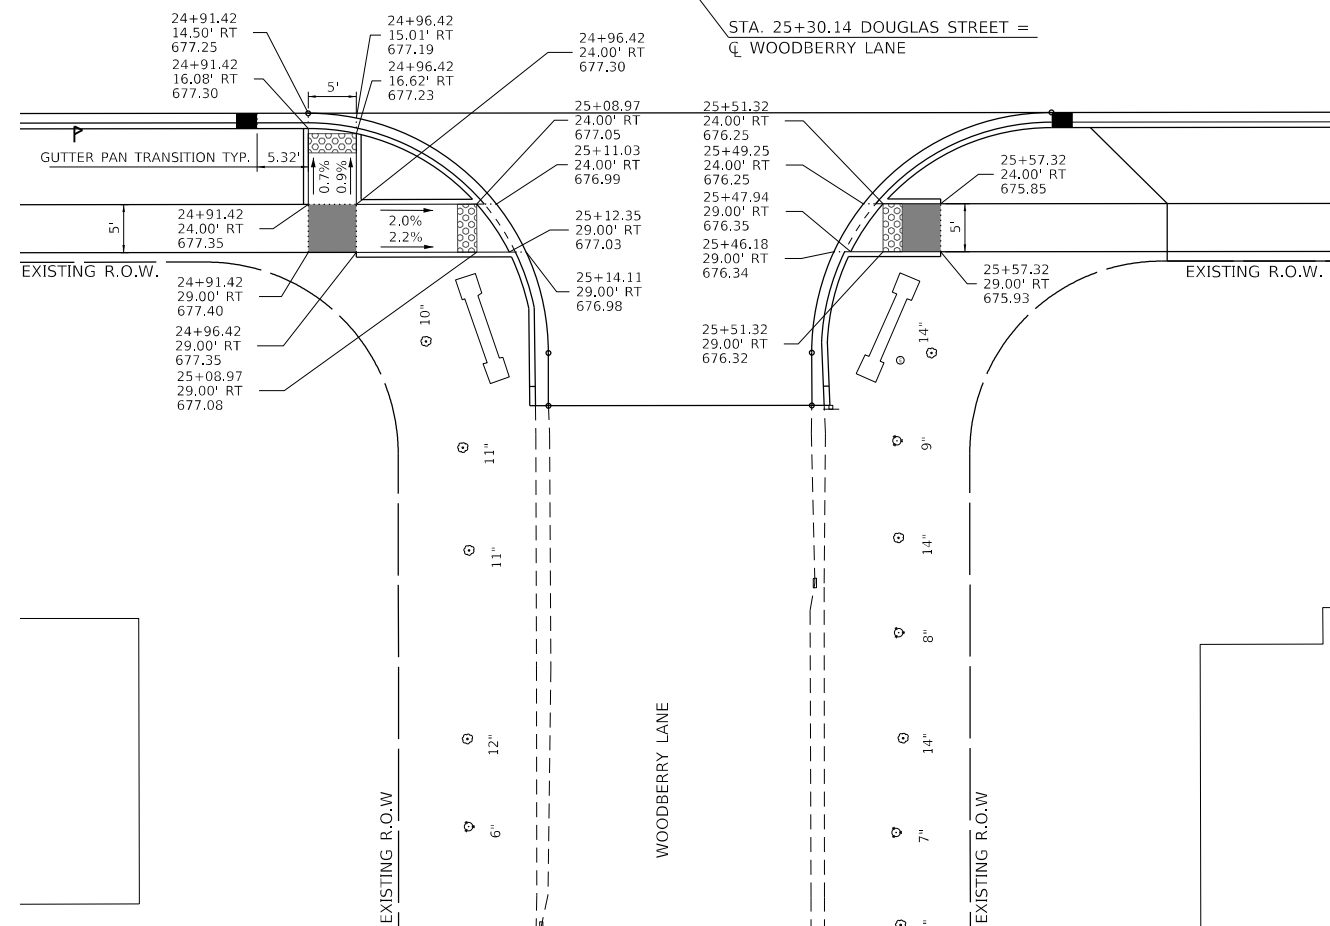 STA. 25+30.14 DOUGLAS STREET =
℄ WOODBERRY LANE
24+91.42
14.50' RT
677.25
24+91.42
16.08' RT
677.30
24+96.42
15.01' RT
677.19
24+96.42
16.62' RT
677.23
24+96.42
24.00' RT
677.30
5'
25+08.97
24.00' RT
677.05
25+11.03
24.00' RT
676.99
25+12.35
29.00' RT
677.03
25+14.11
29.00' RT
676.98
25+51.32
24.00' RT
676.25
25+49.25
24.00' RT
676.25
25+47.94
29.00' RT
676.35
25+46.18
29.00' RT
676.34
25+51.32
29.00' RT
676.32
25+57.32
24.00' RT
675.85
25+57.32
29.00' RT
675.93
GUTTER PAN TRANSITION TYP.
5.32'
0.7%
0.9%
2.0%
2.2%
5'
5'
24+91.42
24.00' RT
677.35
24+91.42
29.00' RT
677.40
24+96.42
29.00' RT
677.35
25+08.97
29.00' RT
677.08
EXISTING R.O.W.
EXISTING R.O.W.
10"
14"
11"
9"
11"
14"
8"
12"
14"
6"
7"
WOODBERRY LANE
EXISTING R.O.W
EXISTING R.O.W